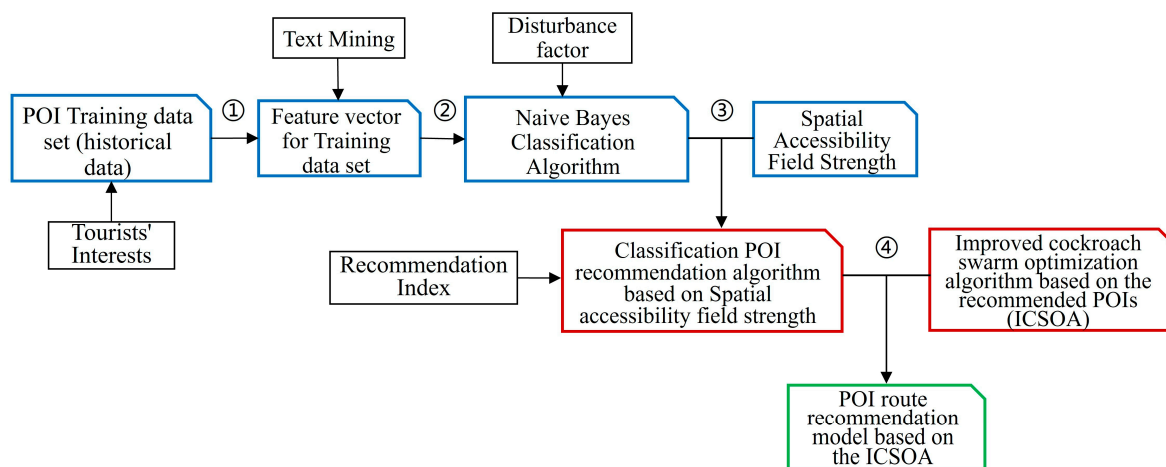 Text Mining
Disturbance
factor
POI Training data
set (historical
data)
①
Feature vector
for Training
data set
②
Naive Bayes
Classification
Algorithm
③
Spatial
Accessibility
Field Strength
Tourists'
Interests
Recommendation
Index
Classification POI
recommendation algorithm
based on Spatial
accessibility field strength
④
Improved cockroach
swarm optimization
algorithm based on the
recommended POIs
(ICSOA)
POI route
recommendation
model based on
the ICSOA